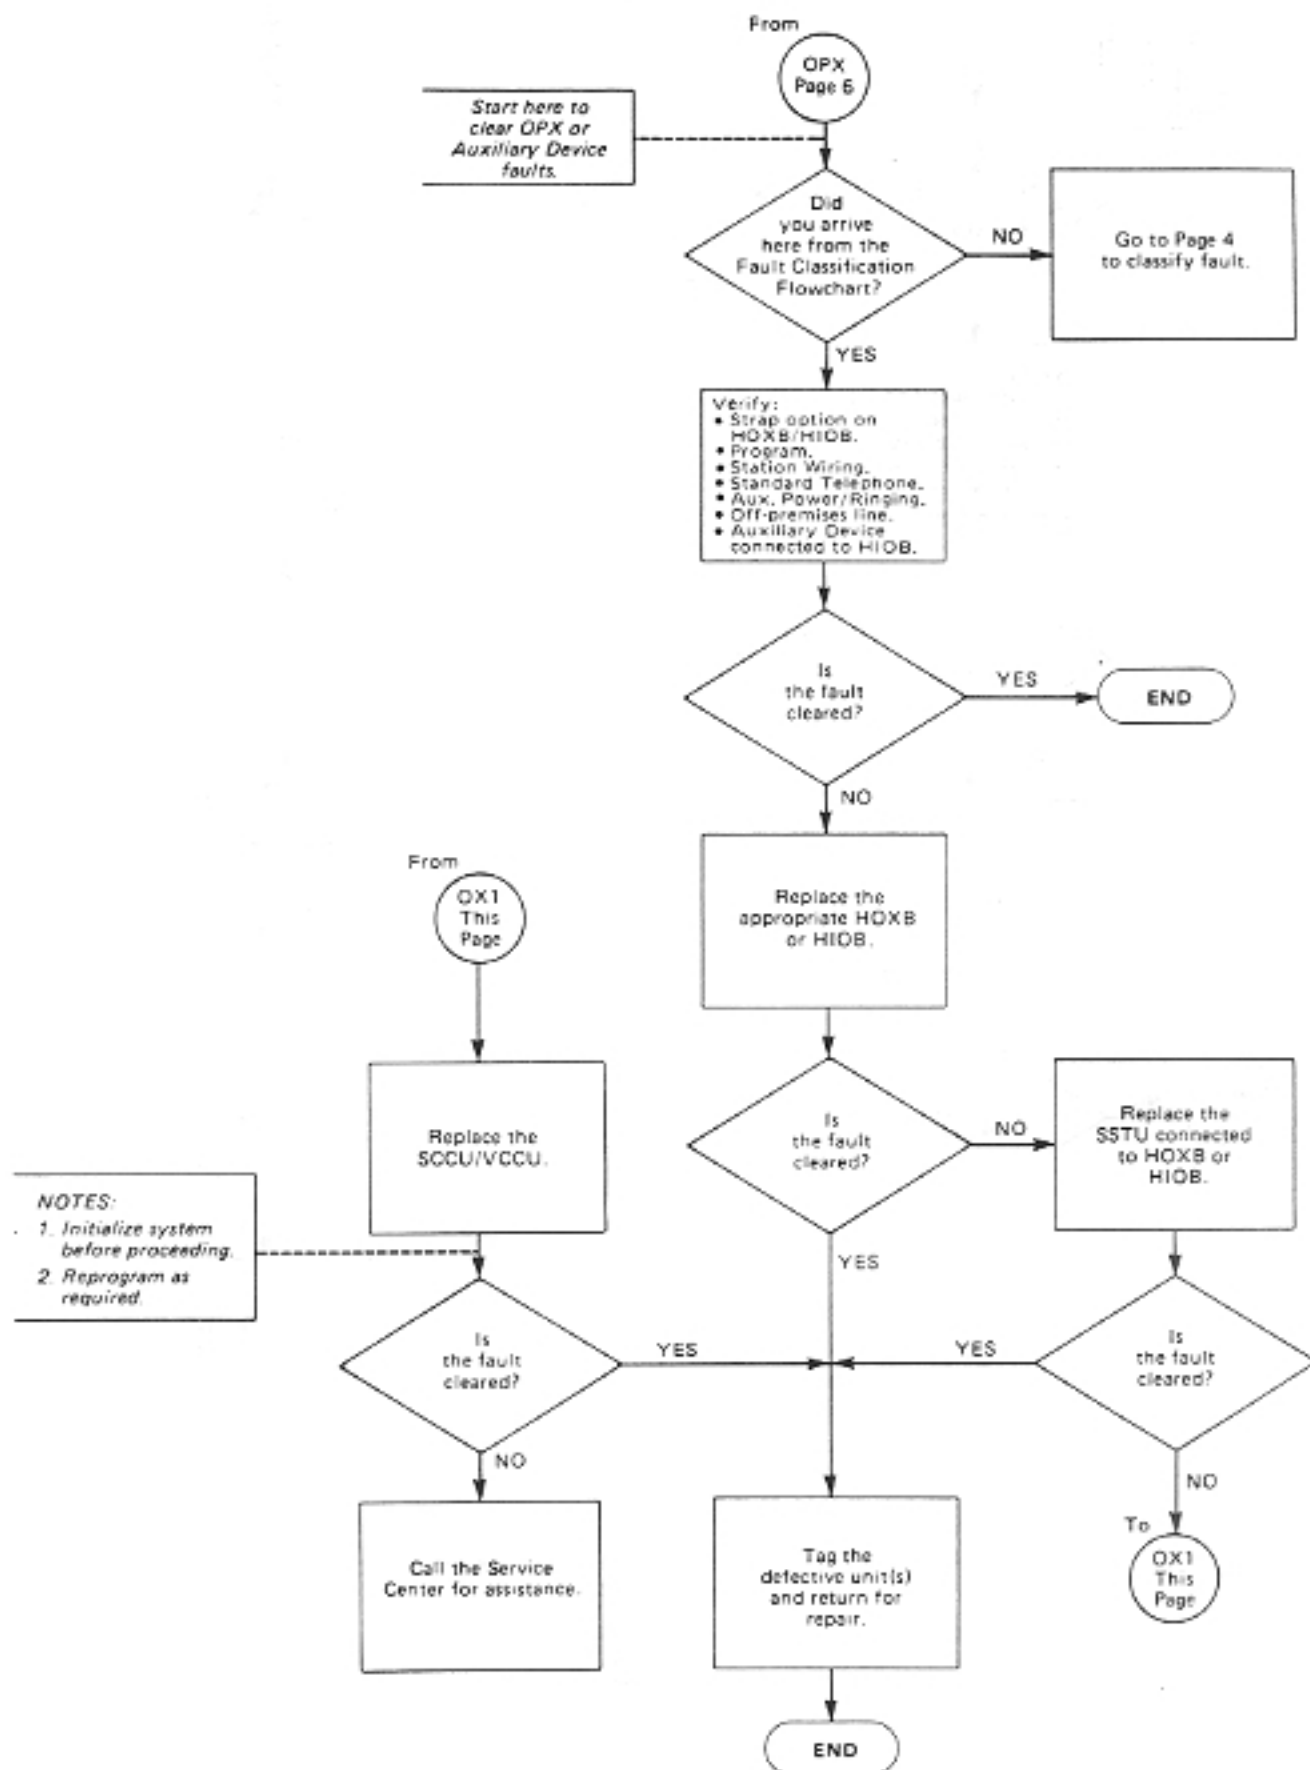 From
OPX
Page 6
Start here to
clear OPX or
Auxiliary Device
faults.
Did
you arrive
here from the
Fault Classification
Flowchart?
NO
Go to Page 4
to classify fault.
YES
Verify:
• Strap option on
HOXB/HIOB.
• Program.
• Station Wiring.
• Standard Telephone.
• Aux. Power/Ringing.
• Off-premises line.
• Auxiliary Device
connected to HIOB.
Is
the fault
cleared?
YES
END
NO
Replace the
appropriate HOXB
or HIOB.
From
OX1
This
Page
Replace the
SCCU/VCCU.
Is
the fault
cleared?
NO
Replace the
SSTU connected
to HOXB or
HIOB.
NOTES:
1. Initialize system
before proceeding.
2. Reprogram as
required.
YES
Is
the fault
cleared?
YES
YES
Is
the fault
cleared?
NO
NO
Call the Service
Center for assistance.
Tag the
defective unit(s)
and return for
repair.
To
OX1
This
Page
END